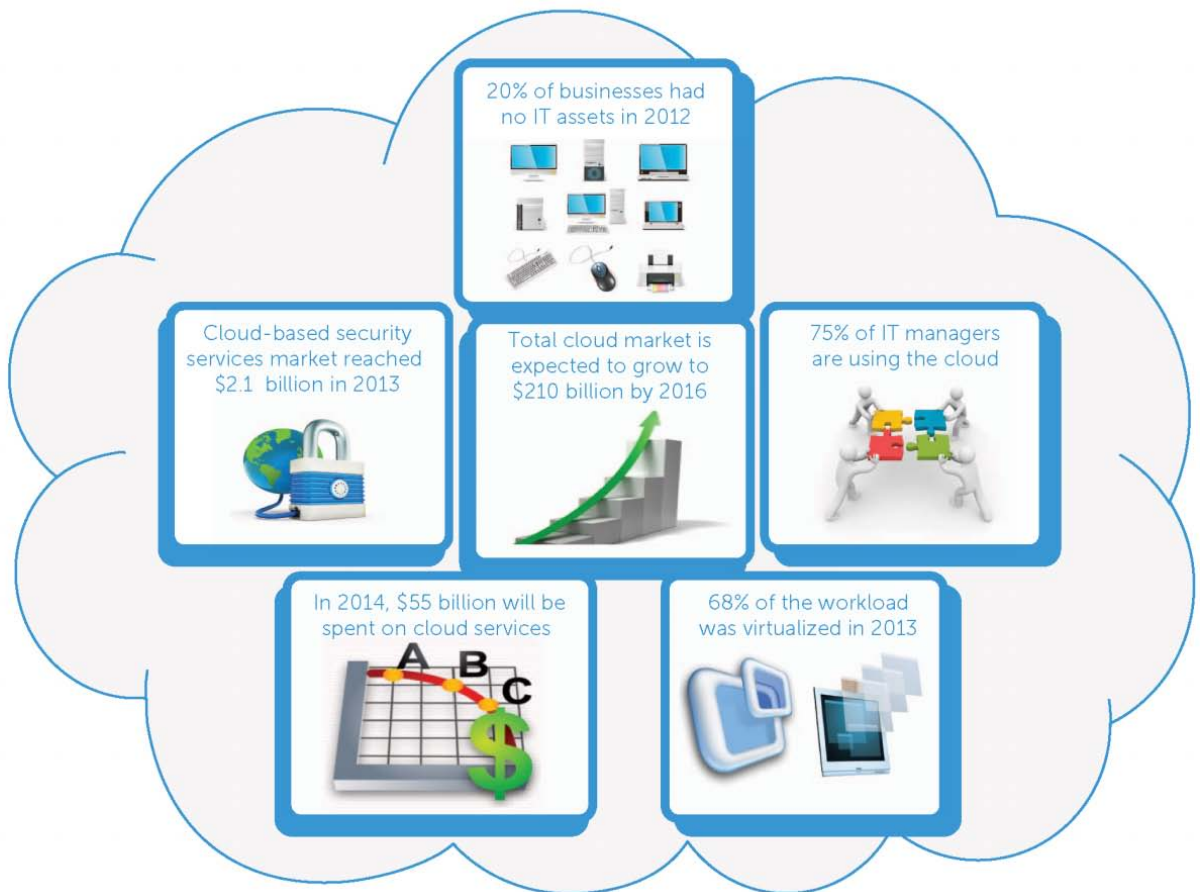 20% of businesses had
no IT assets in 2012
Cloud-based security
services market reached
$2.1 billion in 2013
Total cloud market is
expected to grow to
$210 billion by 2016
75% of IT managers
are using the cloud
In 2014, $55 billion will be
spent on cloud services
A
B
C
$
68% of the workload
was virtualized in 2013